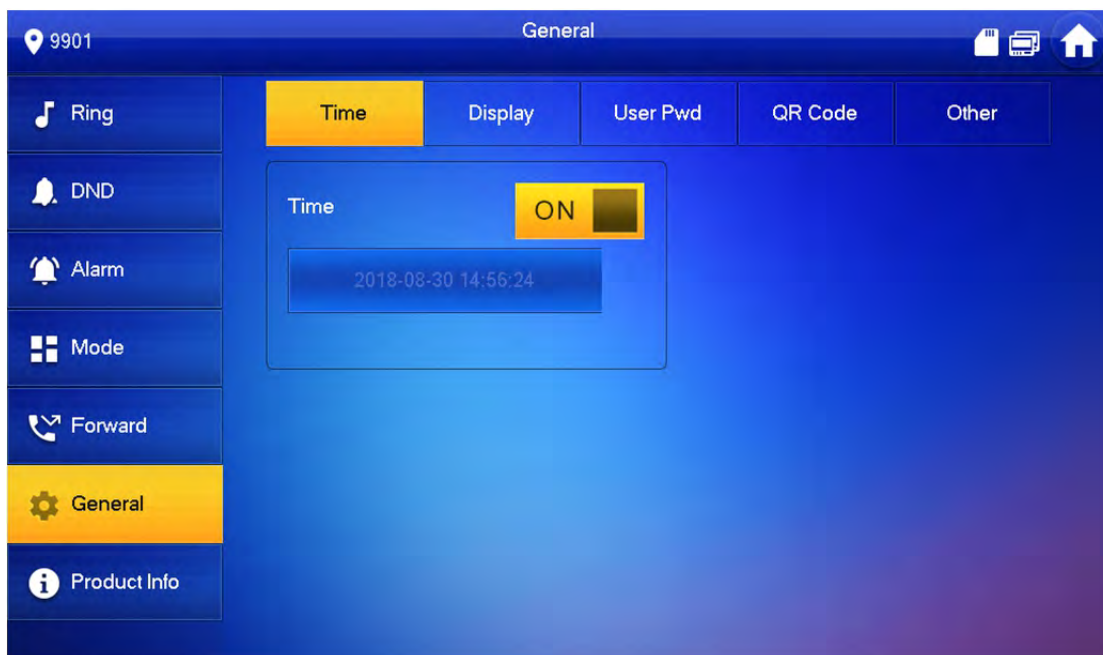 9901
General
Ring
DND
Alarm
Mode
Forward
General
Product Info
Time
Display
User Pwd
QR Code
Other
Time
ON
2018-08-30 14:56:24